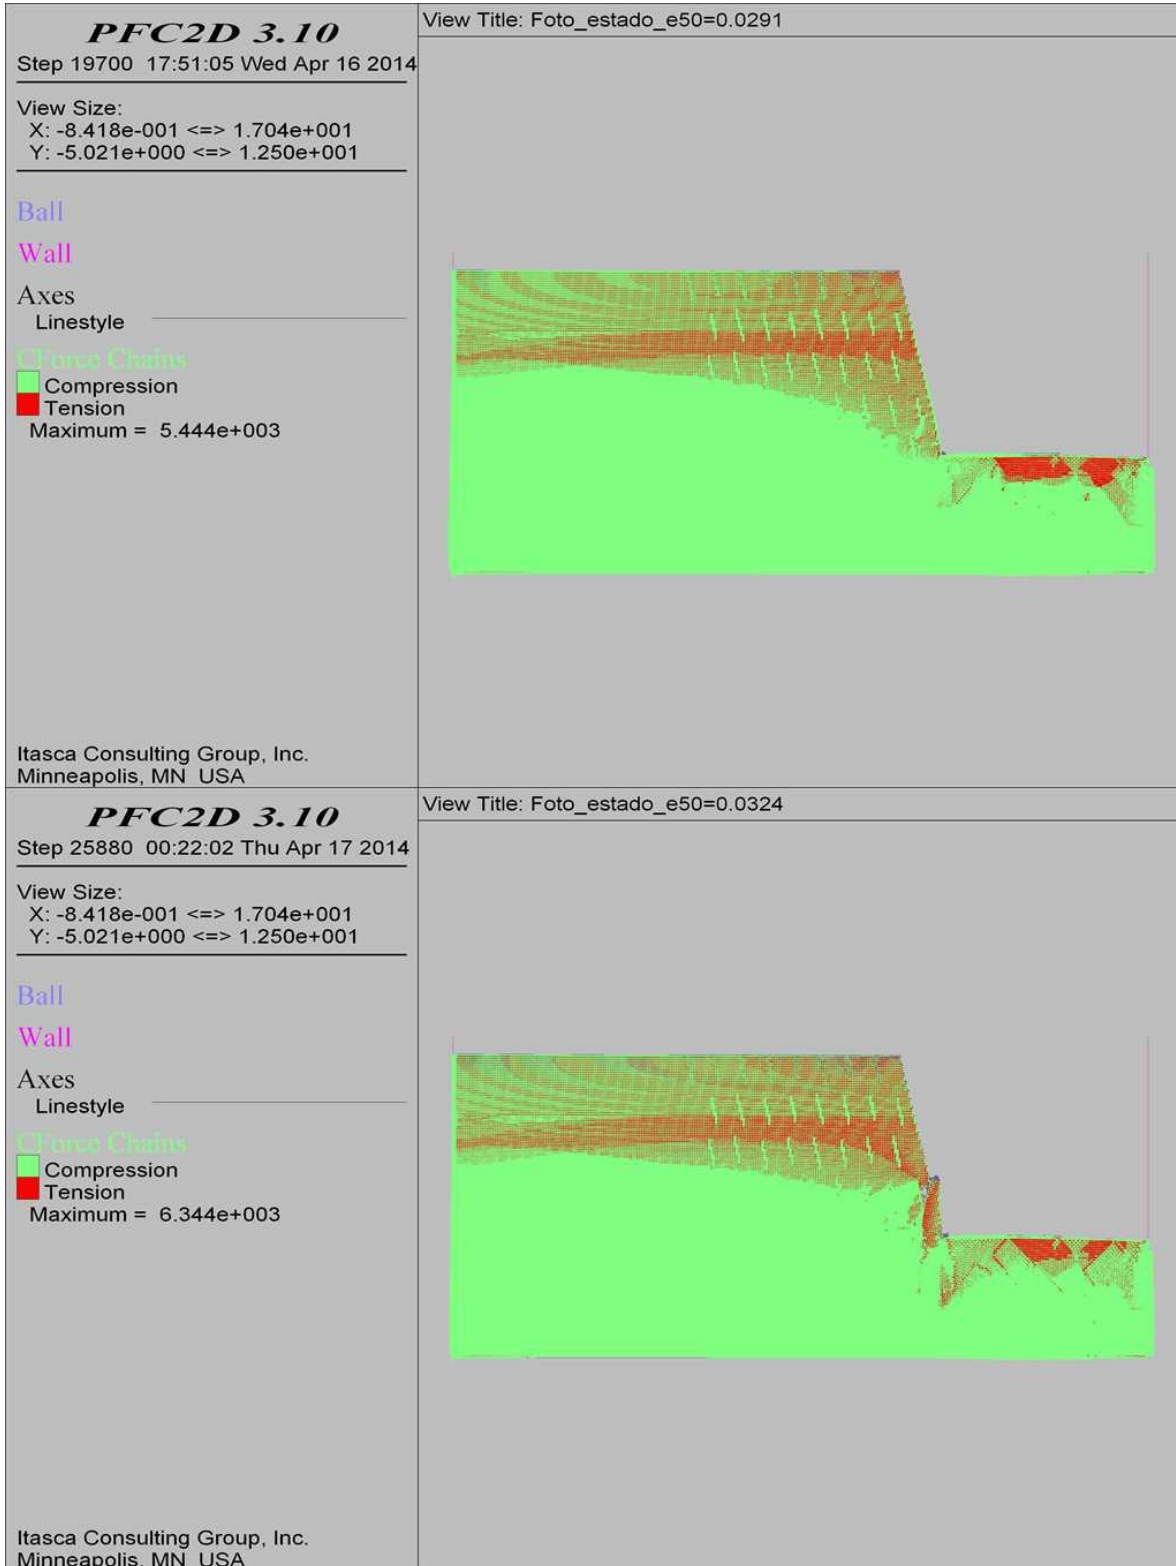 PFC2D 3.10
Step 19700  17:51:05 Wed Apr 16 2014
View Size:
X: -8.418e-001 <=> 1.704e+001
Y: -5.021e+000 <=> 1.250e+001
Ball
Wall
Axes
Linestyle
CForce Chains
Compression
Tension
Maximum =  5.444e+003
Itasca Consulting Group, Inc.
Minneapolis, MN  USA
View Title: Foto_estado_e50=0.0291
PFC2D 3.10
Step 25880  00:22:02 Thu Apr 17 2014
View Size:
X: -8.418e-001 <=> 1.704e+001
Y: -5.021e+000 <=> 1.250e+001
Ball
Wall
Axes
Linestyle
CForce Chains
Compression
Tension
Maximum =  6.344e+003
Itasca Consulting Group, Inc.
Minneapolis, MN  USA
View Title: Foto_estado_e50=0.0324